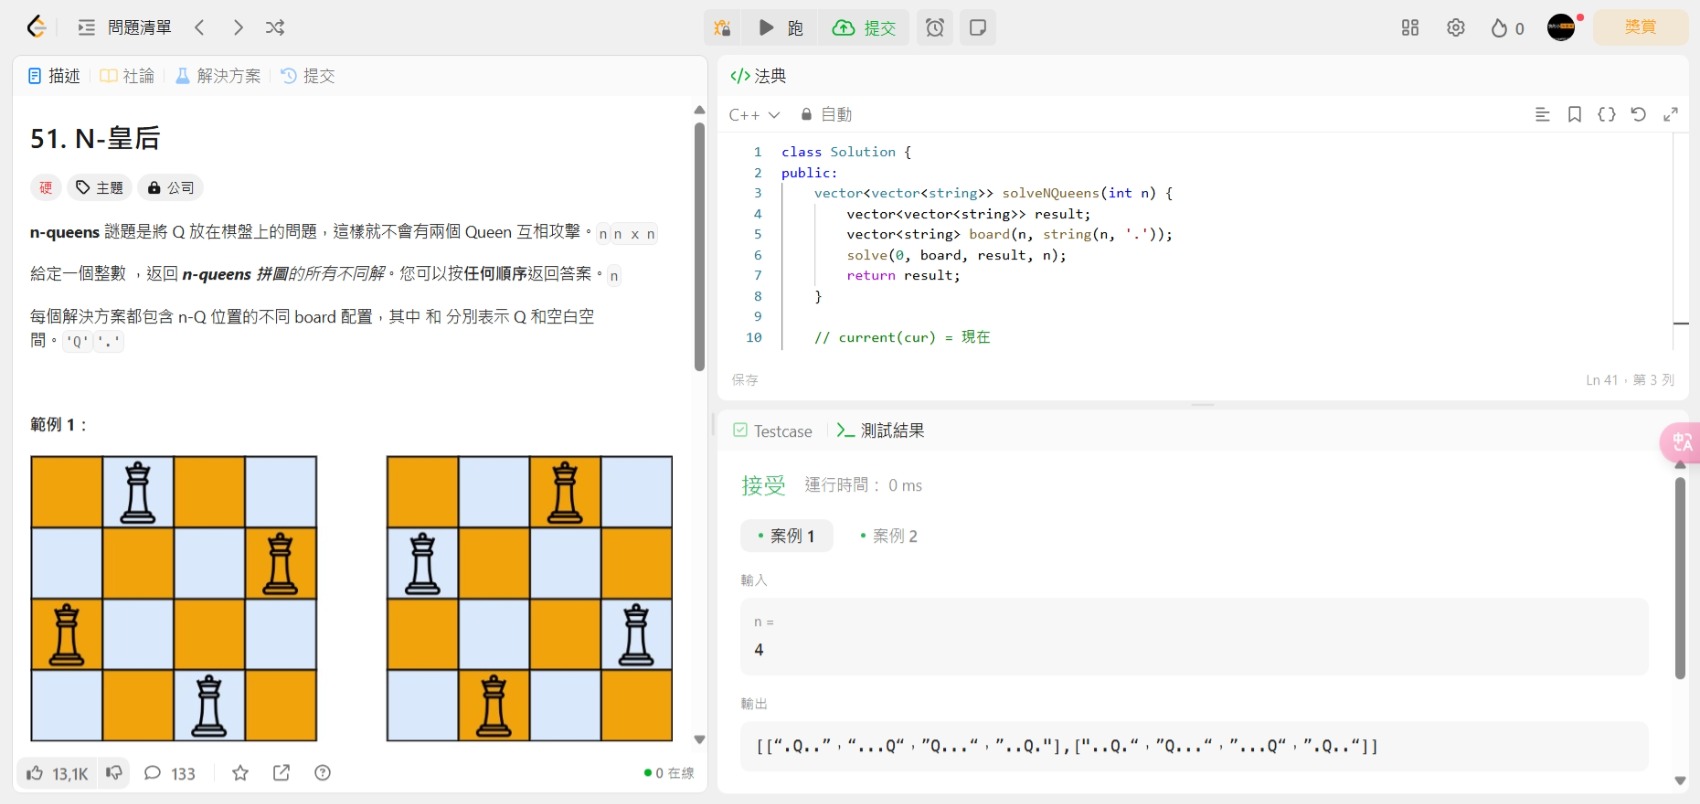 問題清單
跑
提交
0
獎賞
描述
社論
解決方案
提交
51. N-皇后
硬
主題
公司
n-queens 謎題是將 Q 放在棋盤上的問題，這樣就不會有兩個 Queen 互相攻擊。n n x n
給定一個整數 ，返回 n-queens 拼圖的所有不同解。您可以按任何順序返回答案。n
每個解決方案都包含 n-Q 位置的不同 board 配置，其中 和 分別表示 Q 和空白空
間。'Q' '.'
範例 1：
13,1K
133
0 在線
</>法典
C++
自動
1 class Solution {
2 public:
3 vector<vector<string>> solveNQueens(int n) {
4 vector<vector<string>> result;
5 vector<string> board(n, string(n, '.'));
6 solve(0, board, result, n);
7 return result;
8 }
9
10 // current(cur) = 現在
保存
Ln 41，第 3 列
Testcase
測試結果
中A
接受
運行時間： 0 ms
• 案例 1
• 案例 2
輸入
n =
4
輸出
[[“.Q..”，“...Q“，”Q...“，”..Q."],["..Q.“，”Q...“，”...Q“，”.Q..“]]